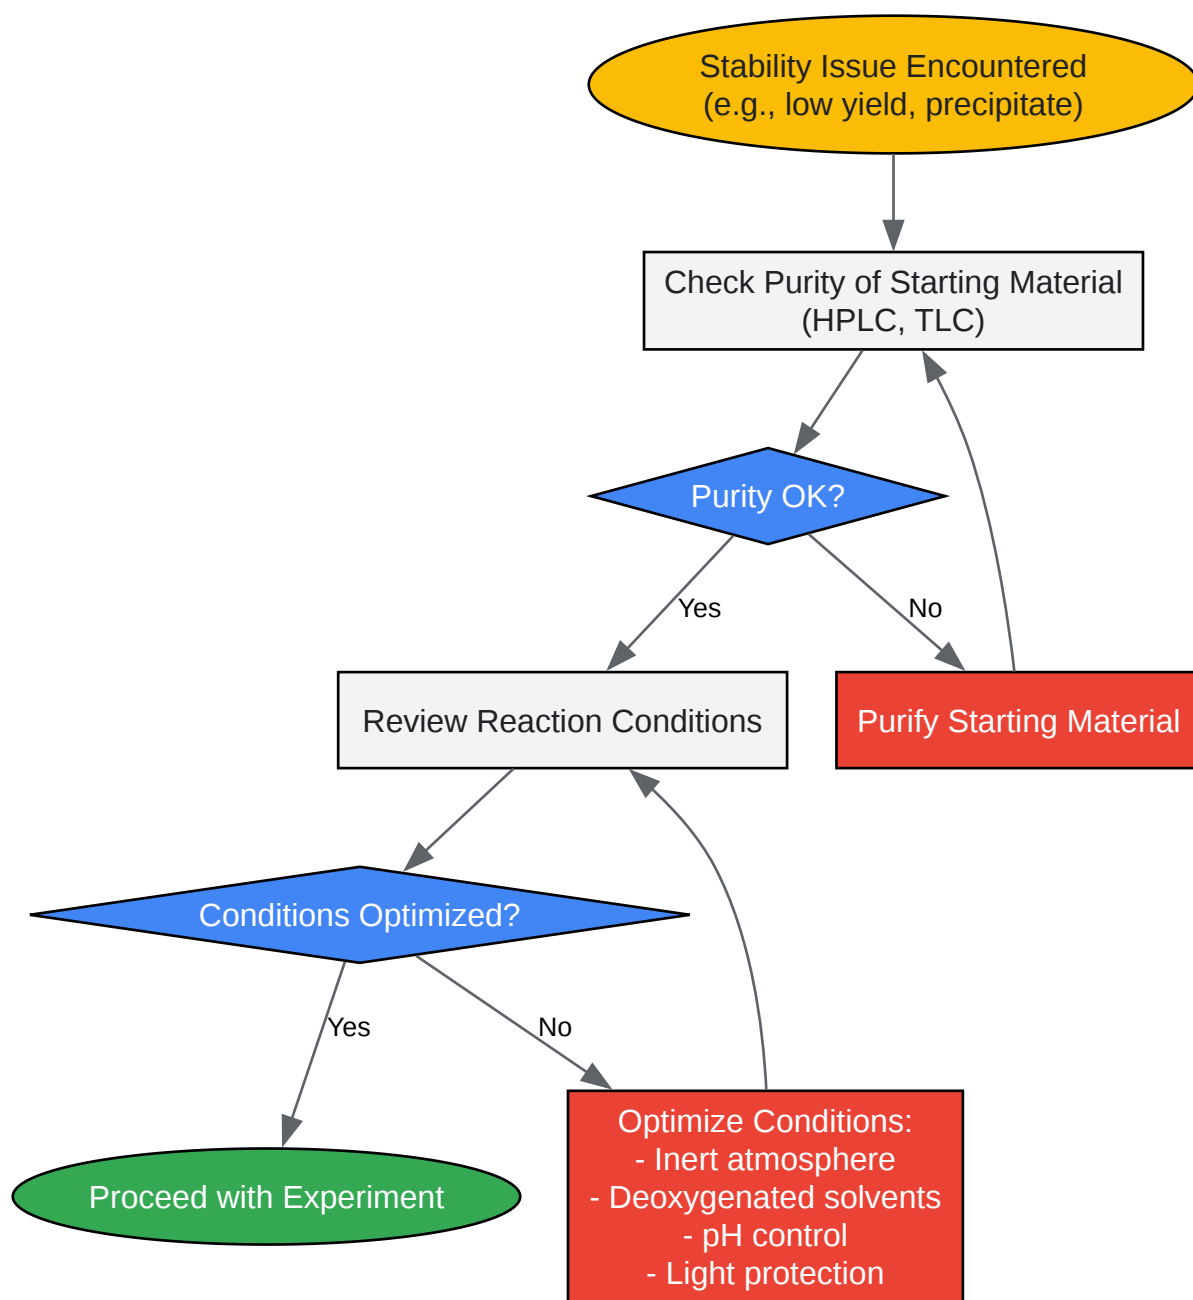 Stability Issue Encountered
(e.g., low yield, precipitate)
Check Purity of Starting Material
(HPLC, TLC)
Purity OK?
Yes
No
Review Reaction Conditions
Purify Starting Material
Conditions Optimized?
Yes
No
Proceed with Experiment
Optimize Conditions:
- Inert atmosphere
- Deoxygenated solvents
- pH control
- Light protection